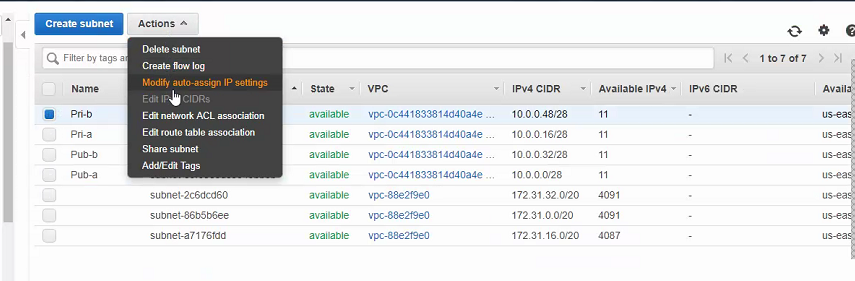 Create subnet Actions
Filter by tags an 1 to 7 of 7
Delete subnet
Create flow log
Modify auto-assign IP settings
Edit CIDRs
Edit network ACL association
Edit route table association
Share subnet
Add/Edit Tags
Name State VPC IPv4 CIDR Available IPv4 IPv6 CIDR Availa
Pri-b available vpc-0c441833814d40a4e ... 10.0.0.48/28 11 - us-eas
Pri-a available vpc-0c441833814d40a4e ... 10.0.0.16/28 11 - us-eas
Pub-b available vpc-0c441833814d40a4e ... 10.0.0.32/28 11 - us-eas
Pub-a available vpc-0c441833814d40a4e ... 10.0.0.0/28 11 - us-eas
subnet-2c6dcd60 available vpc-88e2f9e0 172.31.32.0/20 4091 - us-eas
subnet-86b5b6ee available vpc-88e2f9e0 172.31.0.0/20 4091 - us-eas
subnet-a7176fdd available vpc-88e2f9e0 172.31.16.0/20 4087 - us-eas